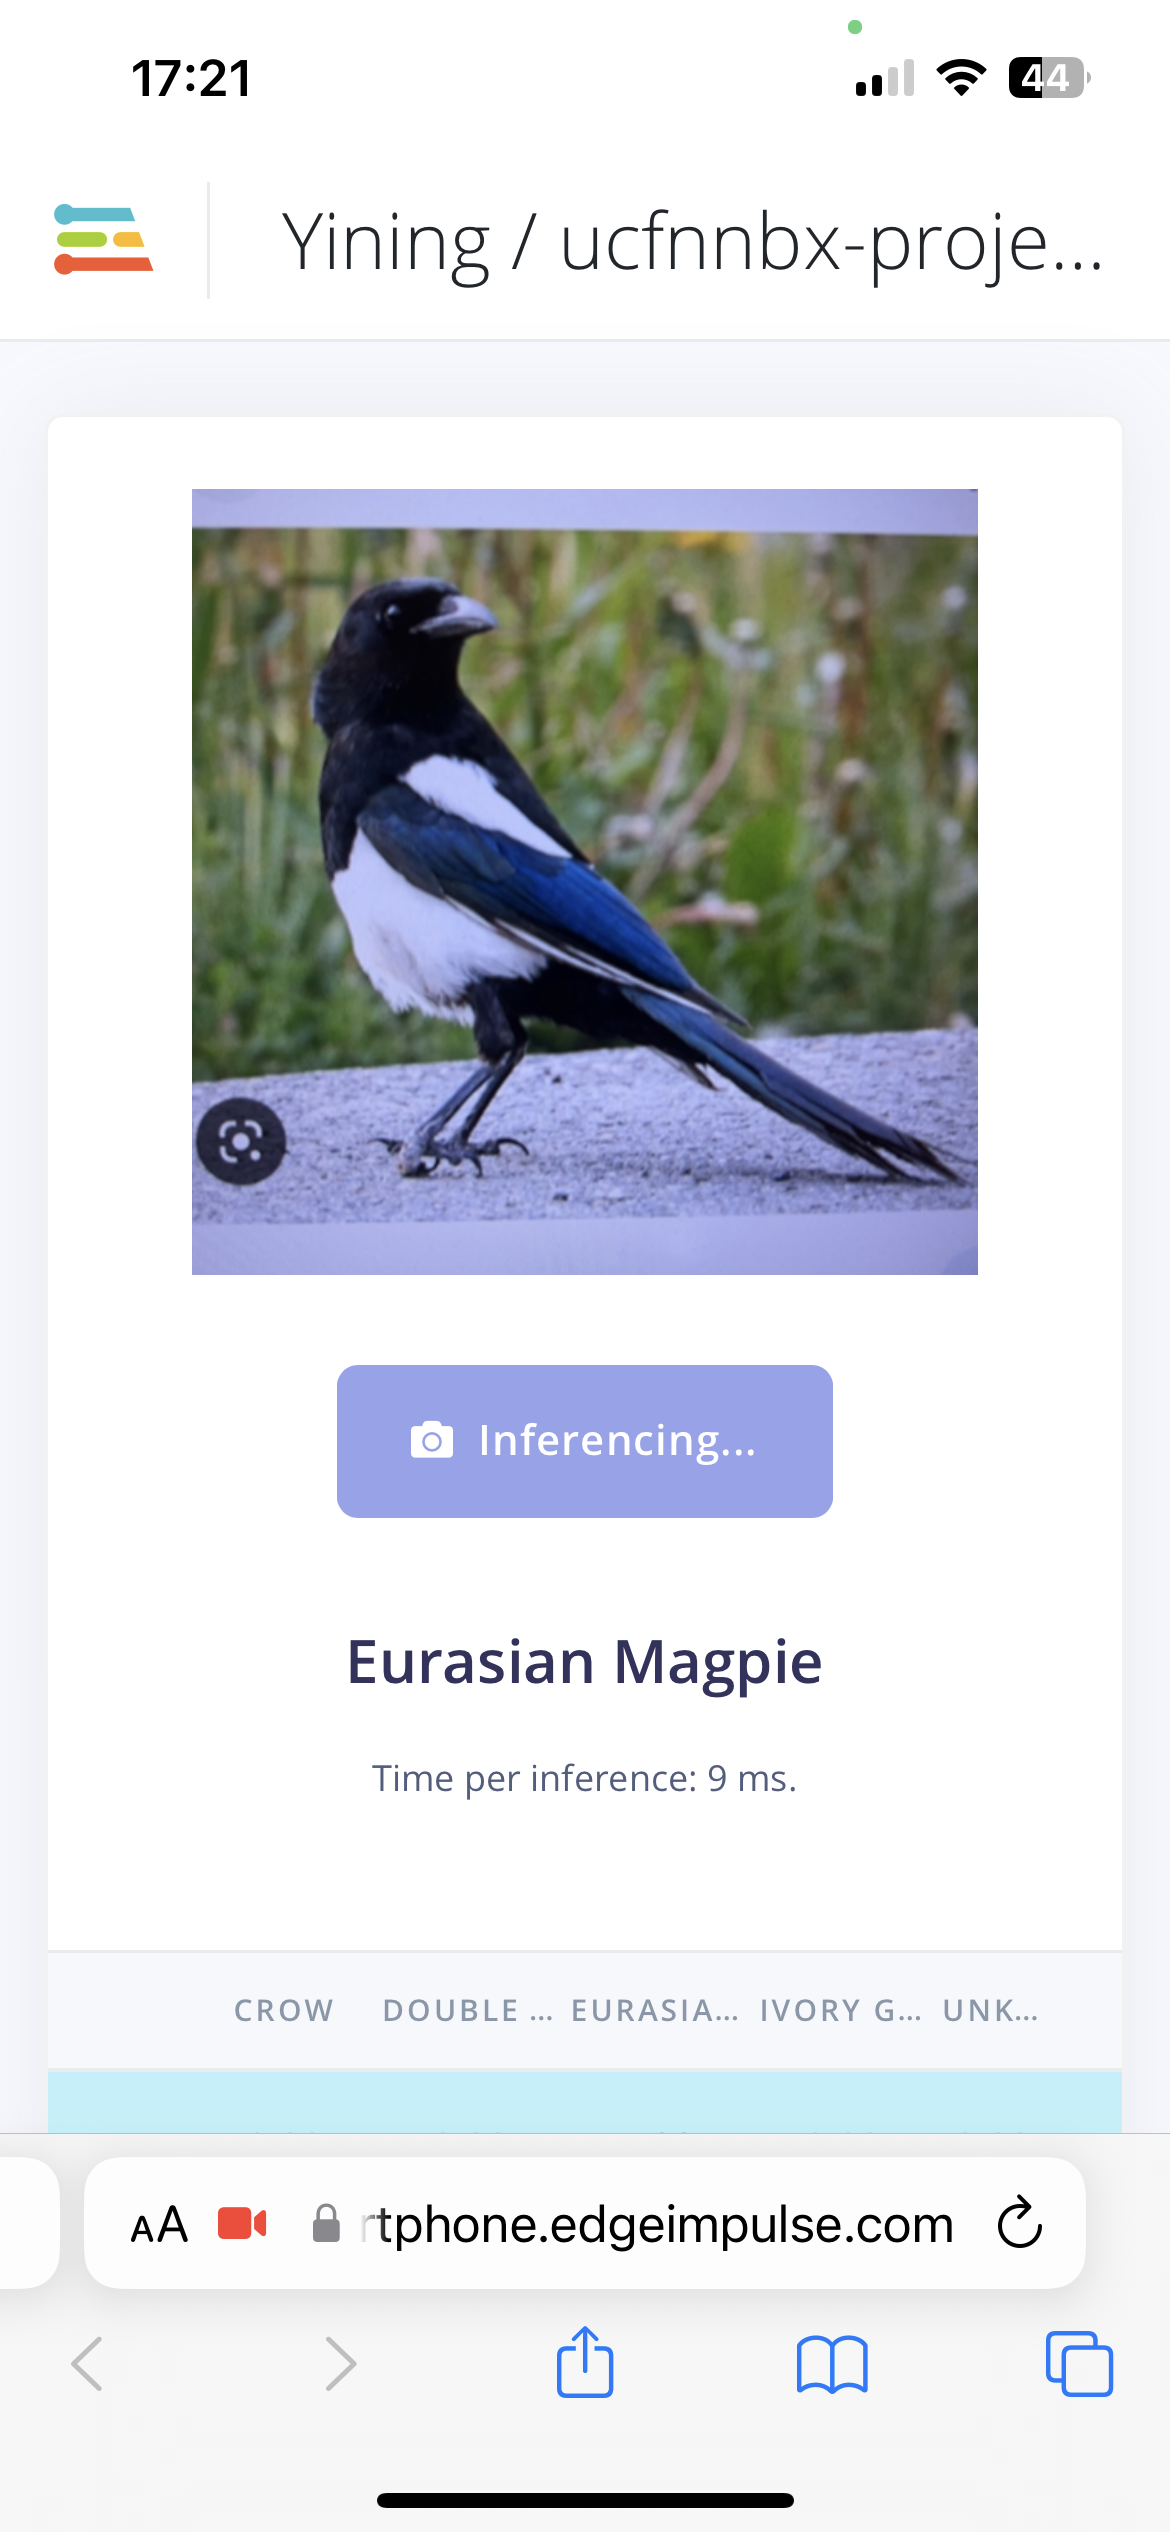 17:21
44
Yining / ucfnnbx-proje...
Inferencing...
Eurasian Magpie
Time per inference: 9 ms.
CROW DOUBLE ... EURASIA... IVORY G... UNK...
AA rtphone.edgeimpulse.com